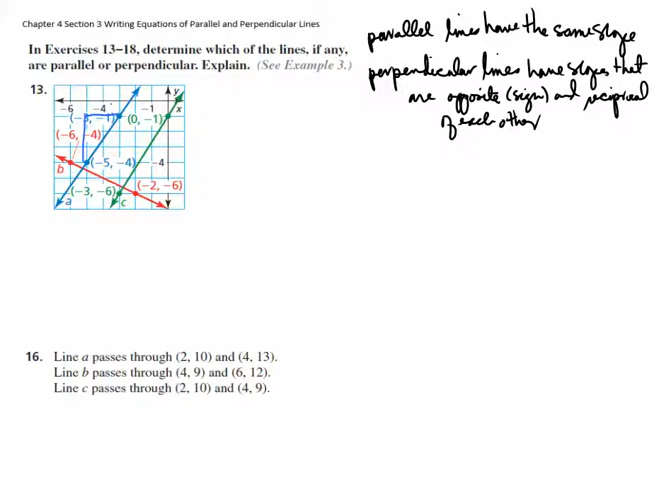 Chapter 4 Section 3 Writing Equations of Parallel and Perpendicular Lines
parallel lines have the same slope
In Exercises 13–18, determine which of the lines, if any,
are parallel or perpendicular. Explain. (See Example 3.)
perpendicular lines have slopes that
are opposite (sign) and reciprocal
of each other
13.
y
-6 -4 -1 x
, -1) (0, -1)
(-6, -4)
b (-5, -4) -4
(-3, -6) (-2, -6)
a c
16. Line a passes through (2, 10) and (4, 13).
Line b passes through (4, 9) and (6, 12).
Line c passes through (2, 10) and (4, 9).